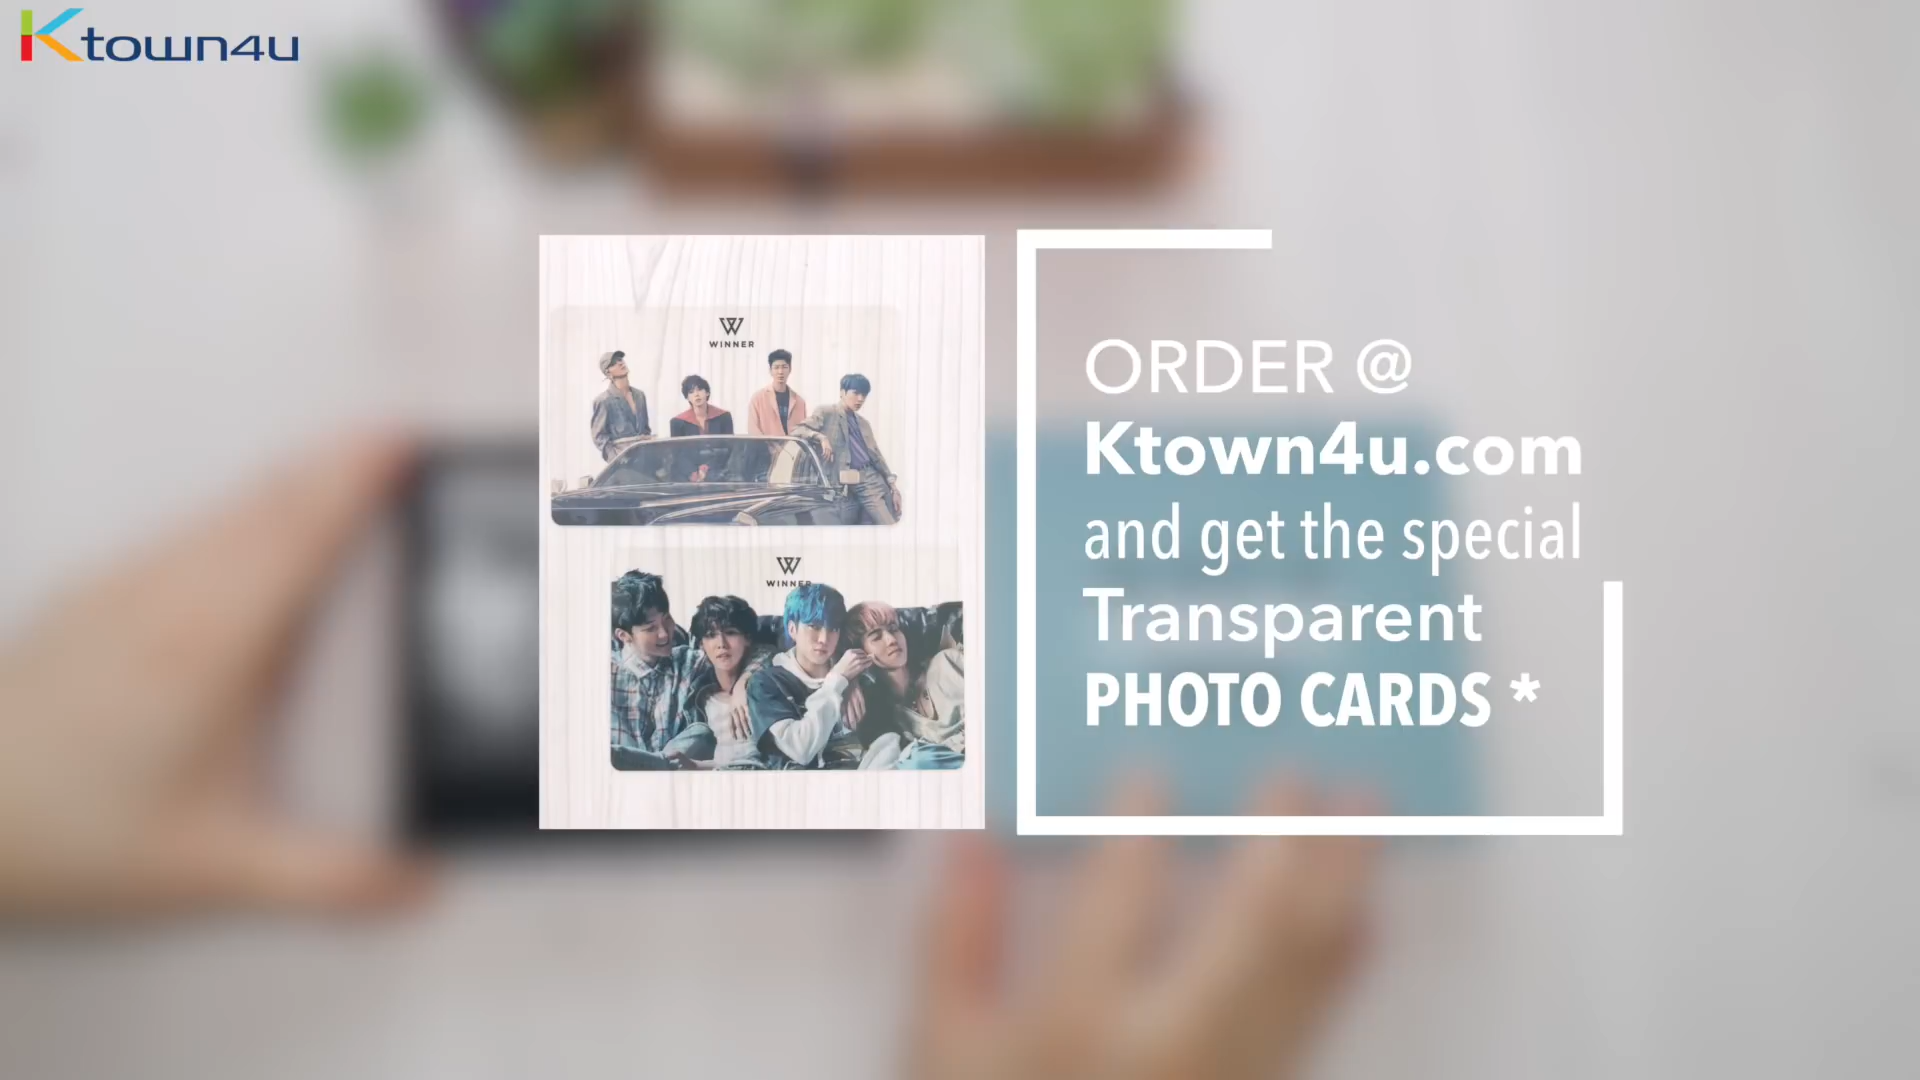 Ktown4u
WINNER
WINNER
ORDER @
Ktown4u.com
and get the special
Transparent
PHOTO CARDS *